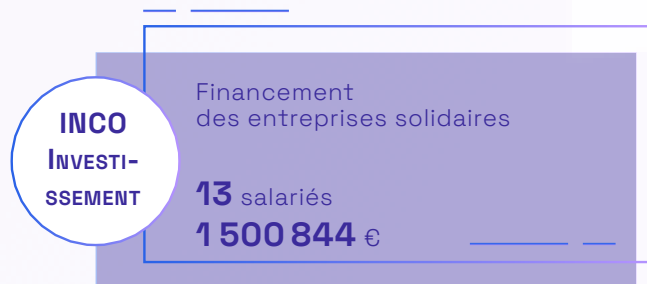 INCO
INVESTI-
SSEMENT
Financement
des entreprises solidaires
13 salariés
1 500 844 €